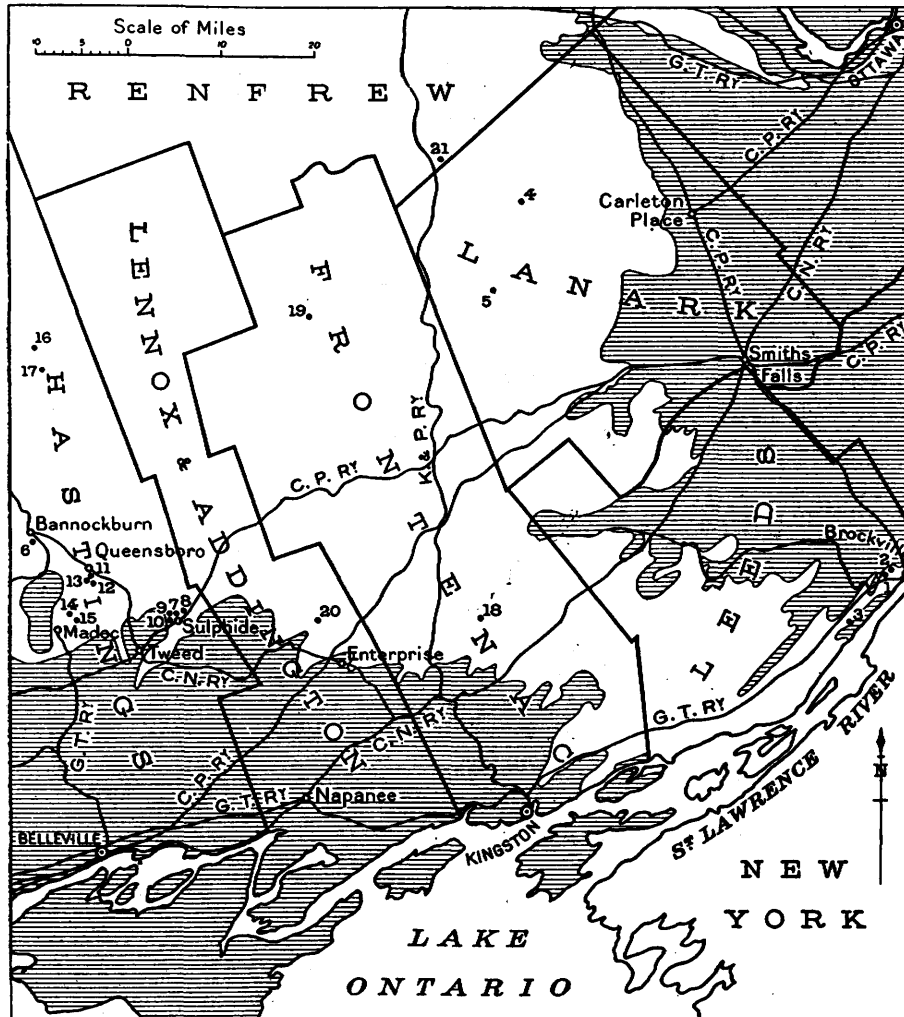 Scale of Miles
10 0 10 20
RENFREW
G.T. RY
OTTAWA
C.P. RY
21
4
Carleton
Place
LENNOX & ADDINGTON
FRONTENAC
LANARK
C.P. RY
C.N. RY
19
5
16
17
HASTINGS
Smiths
Falls
C.P. RY
K. & P. RY
C.P. RY
LEEDS
Bannockburn
6
Queensboro
11
13
12
Brockville
2
3
14
15
Madoc
9 7 8
10
Sulphide
20
18
Tweed
Enterprise
C.N. RY
G.T. RY
C.P. RY
C.N. RY
G.T. RY
G.T. RY
Napanee
BELLEVILLE
KINGSTON
ST. LAWRENCE RIVER
N
NEW
YORK
LAKE
ONTARIO